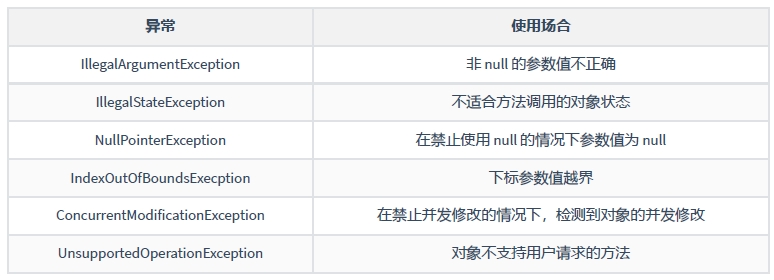 异常 使用场合
IllegalArgumentException 非 null 的参数值不正确
IllegalStateException 不适合方法调用的对象状态
NullPointerException 在禁止使用 null 的情况下参数值为 null
IndexOutOfBoundsExecption 下标参数值越界
ConcurrentModificationException 在禁止并发修改的情况下，检测到对象的并发修改
UnsupportedOperationException 对象不支持用户请求的方法